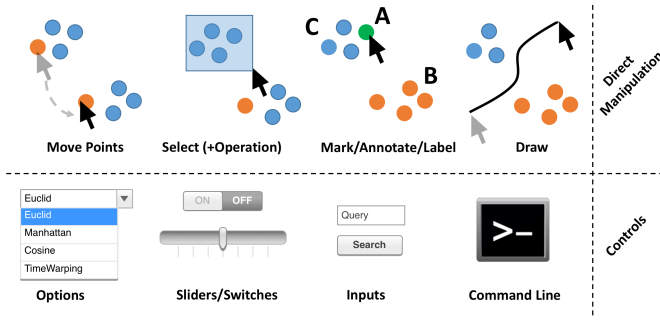 C
A
B
Move Points
Select (+Operation)
Mark/Annotate/Label
Draw
Direct
Manipulation
Euclid
Euclid
Manhattan
Cosine
TimeWarping
ON
OFF
Query
Search
>–
Options
Sliders/Switches
Inputs
Command Line
Controls